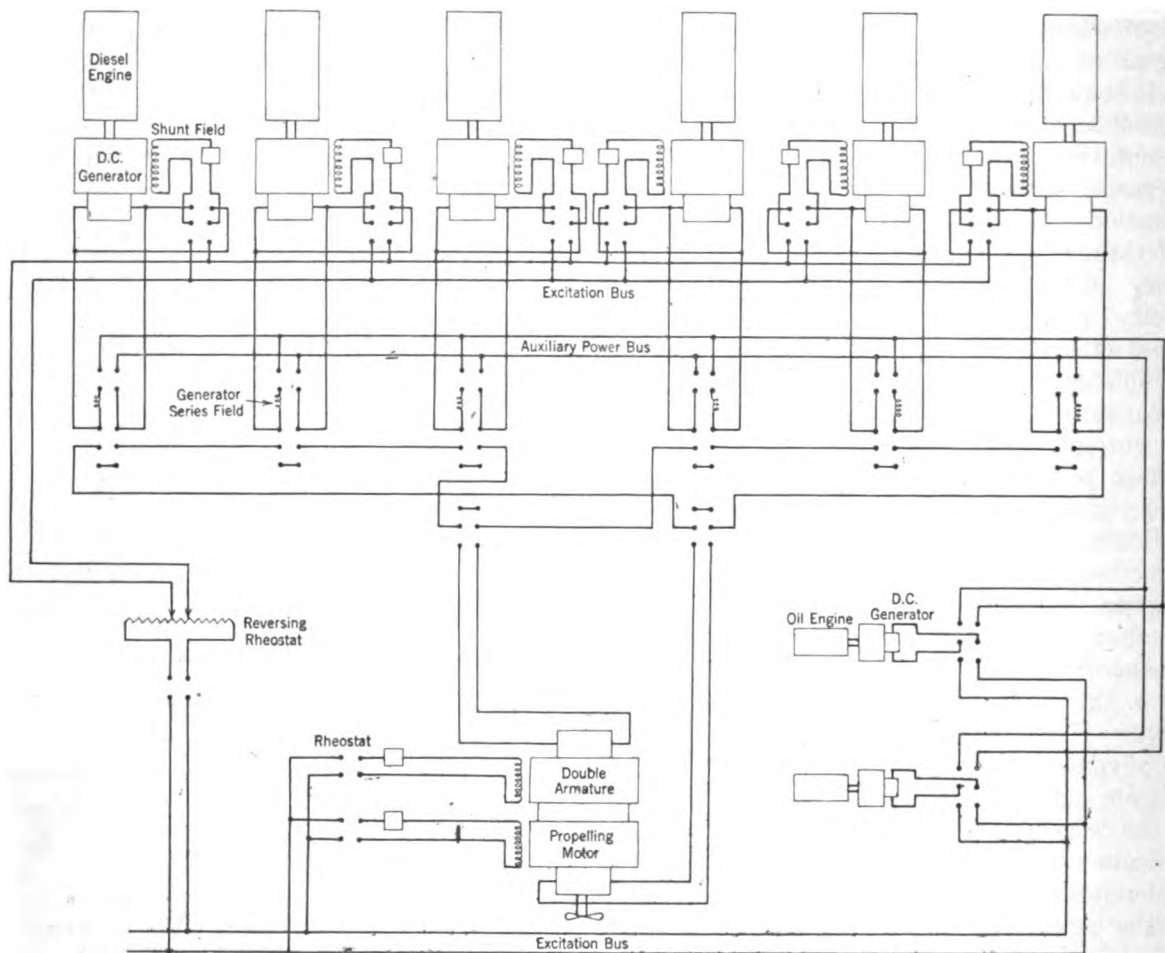 Diesel
Engine
Shunt Field
D.C.
Generator
Excitation Bus
Auxiliary Power Bus
Generator
Series Field
Reversing
Rheostat
D.C.
Generator
Oil Engine
Rheostat
Double
Armature
Propelling
Motor
Excitation Bus